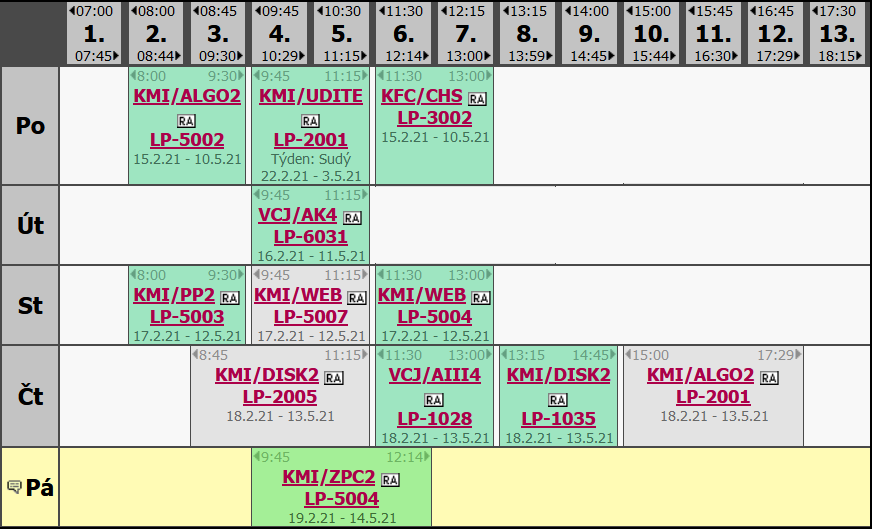 07:00 08:00 08:45 09:45 10:30 11:30 12:15 13:15 14:00 15:00 15:45 16:45 17:30
1. 2. 3. 4. 5. 6. 7. 8. 9. 10. 11. 12. 13.
07:45 08:44 09:30 10:29 11:15 12:14 13:00 13:59 14:45 15:44 16:30 17:29 18:15
Po
8:00 9:30
KMI/ALGO2
RA
LP-5002
15.2.21 - 10.5.21
9:45 11:15
KMI/UDITE
RA
LP-2001
Týden: Sudý
22.2.21 - 3.5.21
11:30 13:00
KFC/CHS RA
LP-3002
15.2.21 - 10.5.21
Út
9:45 11:15
VCJ/AK4 RA
LP-6031
16.2.21 - 11.5.21
St
8:00 9:30
KMI/PP2 RA
LP-5003
17.2.21 - 12.5.21
9:45 11:15
KMI/WEB RA
LP-5007
17.2.21 - 12.5.21
11:30 13:00
KMI/WEB RA
LP-5004
17.2.21 - 12.5.21
Čt
8:45 11:15
KMI/DISK2 RA
LP-2005
18.2.21 - 13.5.21
11:30 13:00
VCJ/AIII4
RA
LP-1028
18.2.21 - 13.5.21
13:15 14:45
KMI/DISK2
RA
LP-1035
18.2.21 - 13.5.21
15:00 17:29
KMI/ALGO2 RA
LP-2001
18.2.21 - 13.5.21
Pá
9:45 12:14
KMI/ZPC2 RA
LP-5004
19.2.21 - 14.5.21